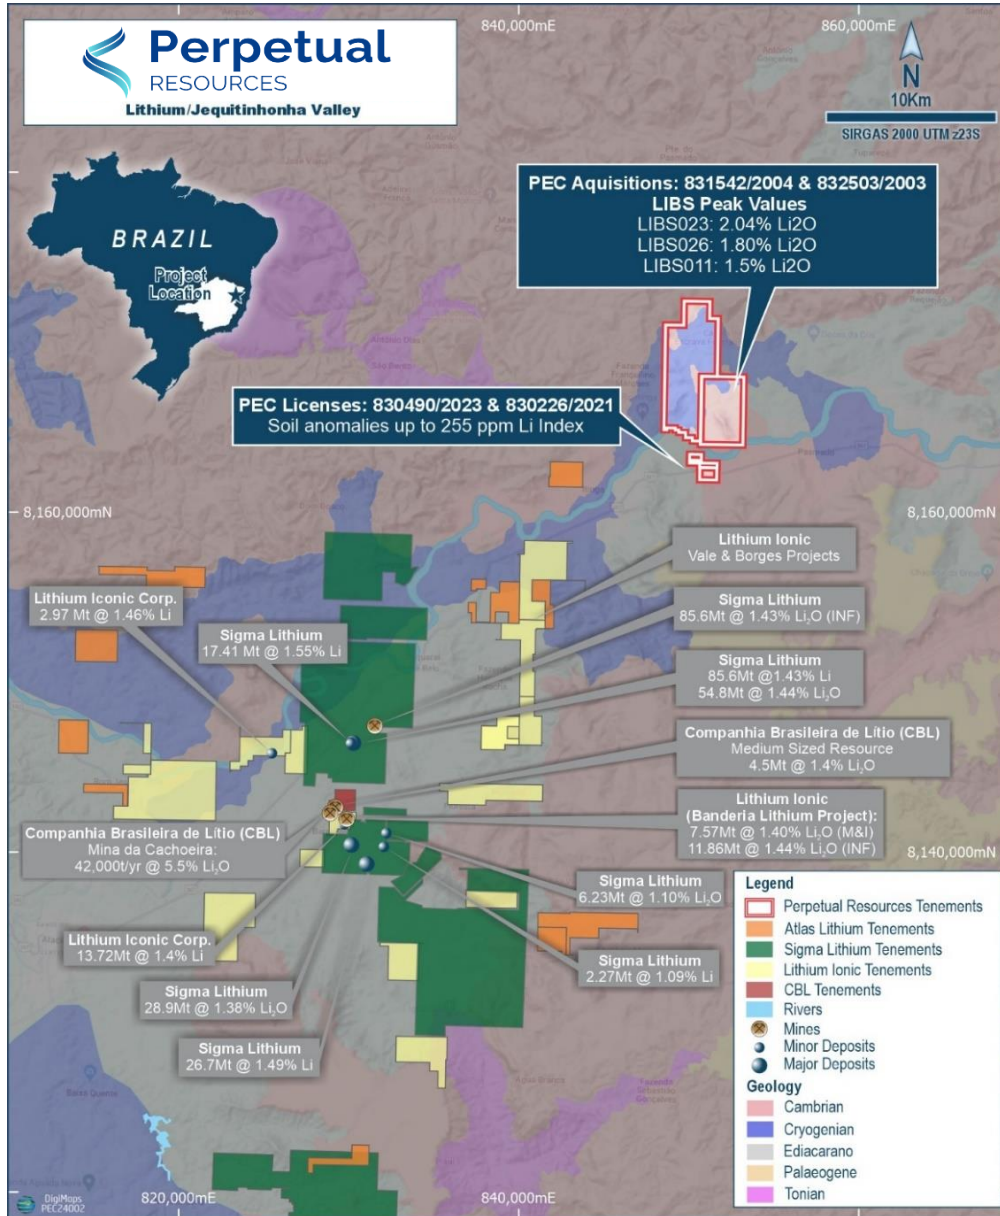 Perpetual
RESOURCES
Lithium/Jequitinhonha Valley
840,000mE
860,000mE
N
10Km
SIRGAS 2000 UTM z23S
BRAZIL
Project
Location
PEC Aquisitions: 831542/2004 & 832503/2003
LIBS Peak Values
LIBS023: 2.04% Li2O
LIBS026: 1.80% Li2O
LIBS011: 1.5% Li2O
PEC Licenses: 830490/2023 & 830226/2021
Soil anomalies up to 255 ppm Li Index
8,160,000mN
8,160,000mN
Lithium Ionic
Vale & Borges Projects
Lithium Iconic Corp.
2.97 Mt @ 1.46% Li
Sigma Lithium
17.41 Mt @ 1.55% Li
Sigma Lithium
85.6Mt @ 1.43% Li₂O (INF)
Sigma Lithium
85.6Mt @1.43% Li
54.8Mt @ 1.44% Li₂O
Companhia Brasileira de Lítio (CBL)
Medium Sized Resource
4.5Mt @ 1.4% Li₂O
Companhia Brasileira de Lítio (CBL)
Mina da Cachoeira:
42,000t/yr @ 5.5% Li₂O
Lithium Ionic
(Banderia Lithium Project):
7.57Mt @ 1.40% Li₂O (M&I)
11.86Mt @ 1.44% Li₂O (INF)
8,140,000mN
Sigma Lithium
6.23Mt @ 1.10% Li₂O
Lithium Iconic Corp.
13.72Mt @ 1.4% Li
Sigma Lithium
2.27Mt @ 1.09% Li
Sigma Lithium
28.9Mt @ 1.38% Li₂O
Sigma Lithium
26.7Mt @ 1.49% Li
Legend
Perpetual Resources Tenements
Atlas Lithium Tenements
Sigma Lithium Tenements
Lithium Ionic Tenements
CBL Tenements
Rivers
Mines
Minor Deposits
Major Deposits
Geology
Cambrian
Cryogenian
Ediacarano
Palaeogene
Tonian
DigiMaps
PEC24002
820,000mE
840,000mE